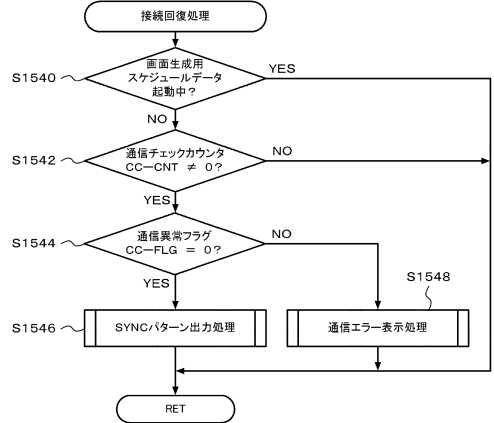 接続回復処理
S1540
画面生成用
スケジュールデータ
起動中?
YES
NO
S1542
通信チェックカウンタ
CC－CNT ≠ 0?
NO
YES
S1544
通信異常フラグ
CC－FLG = 0?
NO
YES
S1548
S1546
SYNCパターン出力処理
通信エラー表示処理
RET